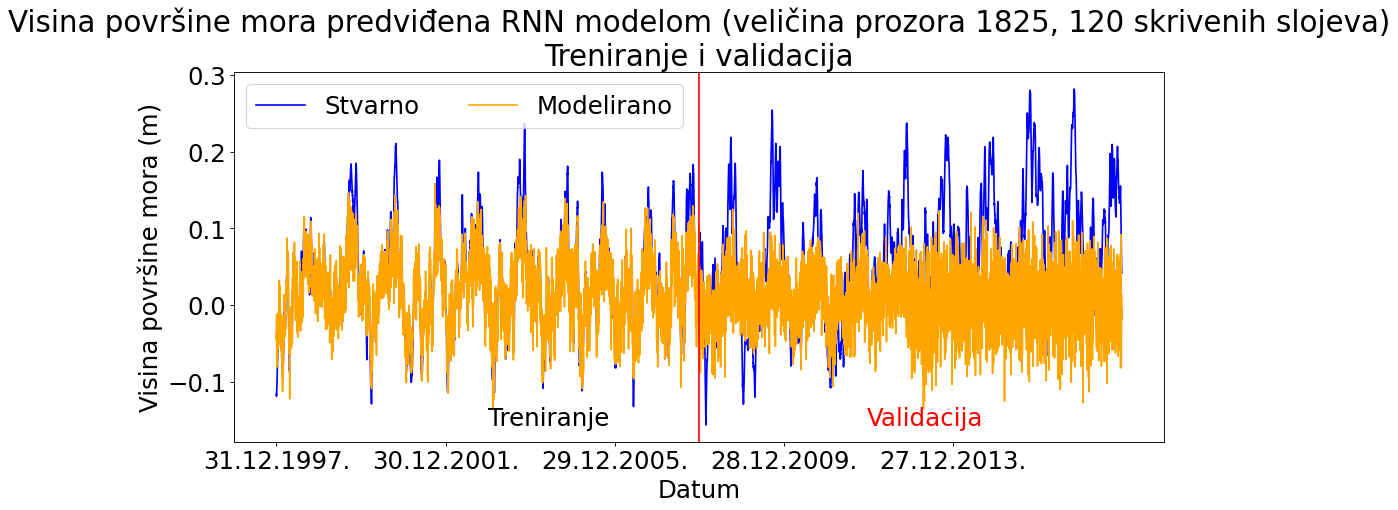 Visina površine mora predviđena RNN modelom (veličina prozora 1825, 120 skrivenih slojeva)
Treniranje i validacija
Visina površine mora (m)
0.3
0.2
0.1
0.0
−0.1
Stvarno
Modelirano
Treniranje
Validacija
31.12.1997.
30.12.2001.
29.12.2005.
28.12.2009.
27.12.2013.
Datum